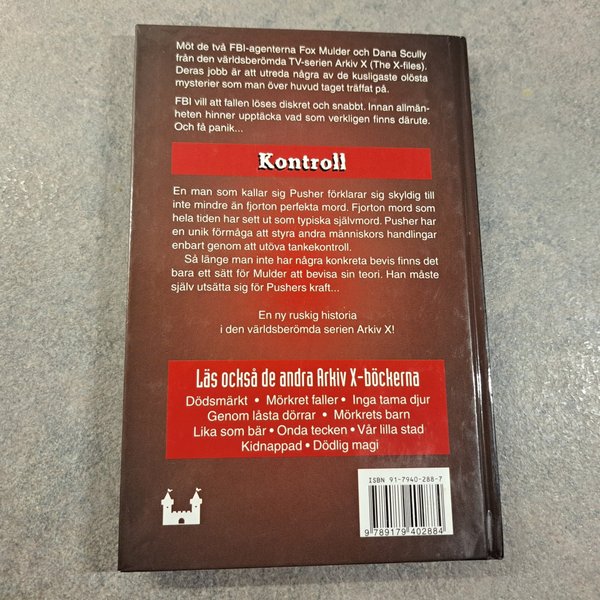 Möt de två FBI-agenterna Fox Mulder och Dana Scully
från den världsberömda TV-serien Arkiv X (The X-files).
Deras jobb är att utreda några av de kusligaste olösta
mysterier som man över huvud taget träffat på.
FBI vill att fallen löses diskret och snabbt. Innan allmän-
heten hinner upptäcka vad som verkligen finns därute.
Och få panik...
Kontroll
En man som kallar sig Pusher förklarar sig skyldig till
inte mindre än fjorton perfekta mord. Fjorton mord som
hela tiden har sett ut som typiska självmord. Pusher har
en unik förmåga att styra andra människors handlingar
enbart genom att utöva tankekontroll.
Så länge man inte har några konkreta bevis finns det
bara ett sätt för Mulder att bevisa sin teori. Han måste
själv utsätta sig för Pushers kraft...
En ny ruskig historia
i den världsberömda serien Arkiv X!
Läs också de andra Arkiv X-böckerna
Dödsmärkt • Mörkret faller • Inga tama djur
Genom låsta dörrar • Mörkrets barn
Lika som bär • Onda tecken • Vår lilla stad
Kidnappad • Dödlig magi
ISBN 91-7940-288-7
9 789179 402884